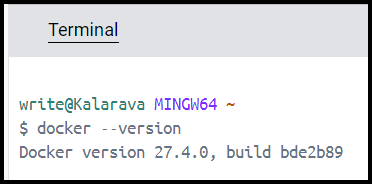 Terminal
write@Kalarava MINGW64 ~
$ docker --version
Docker version 27.4.0, build bde2b89